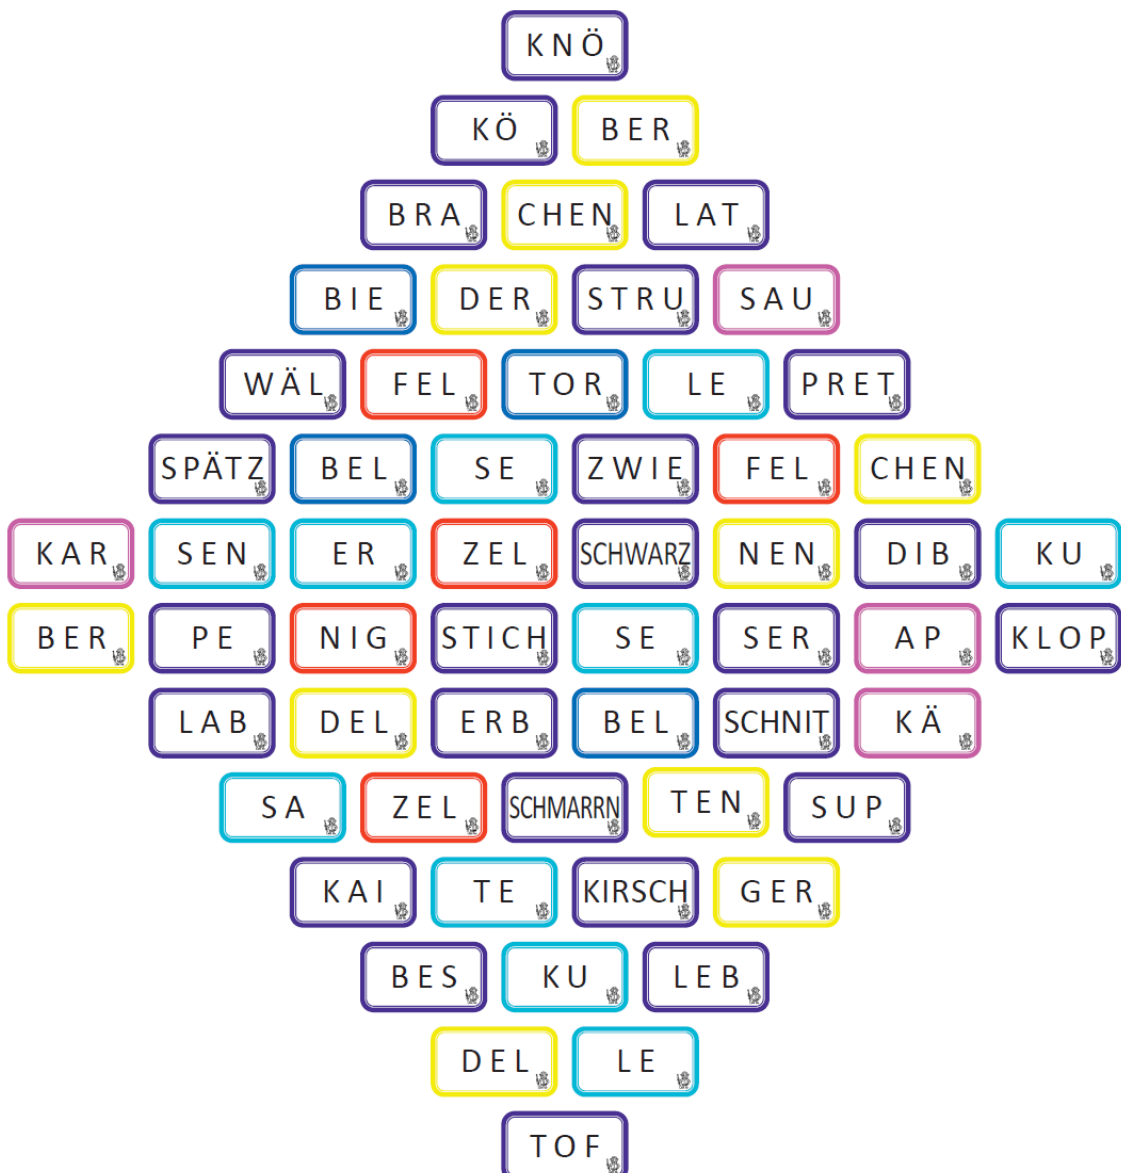 KNÖ
KÖ BER
BRA CHEN LAT
BIE DER STRU SAU
WÄL FEL TOR LE PRET
SPÄTZ BEL SE ZWIE FEL CHEN
KAR SEN ER ZEL SCHWARZ NEN DIB KU
BER PE NIG STICH SE SER AP KLOP
LAB DEL ERB BEL SCHNIT KÄ
SA ZEL SCHMARRN TEN SUP
KAI TE KIRSCH GER
BES KU LEB
DEL LE
TOF